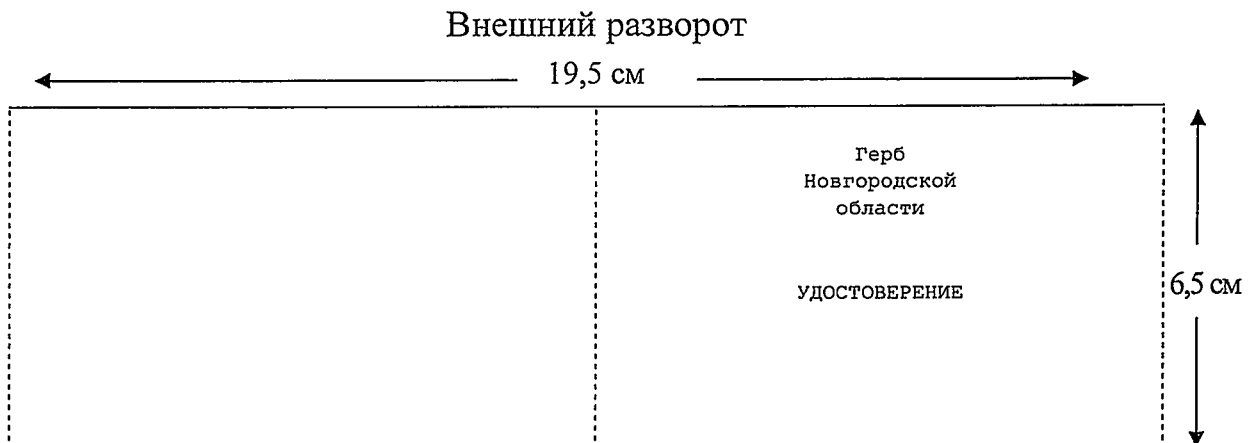 Внешний разворот
19,5 см
Герб
Новгородской
области
УДОСТОВЕРЕНИЕ
6,5 см